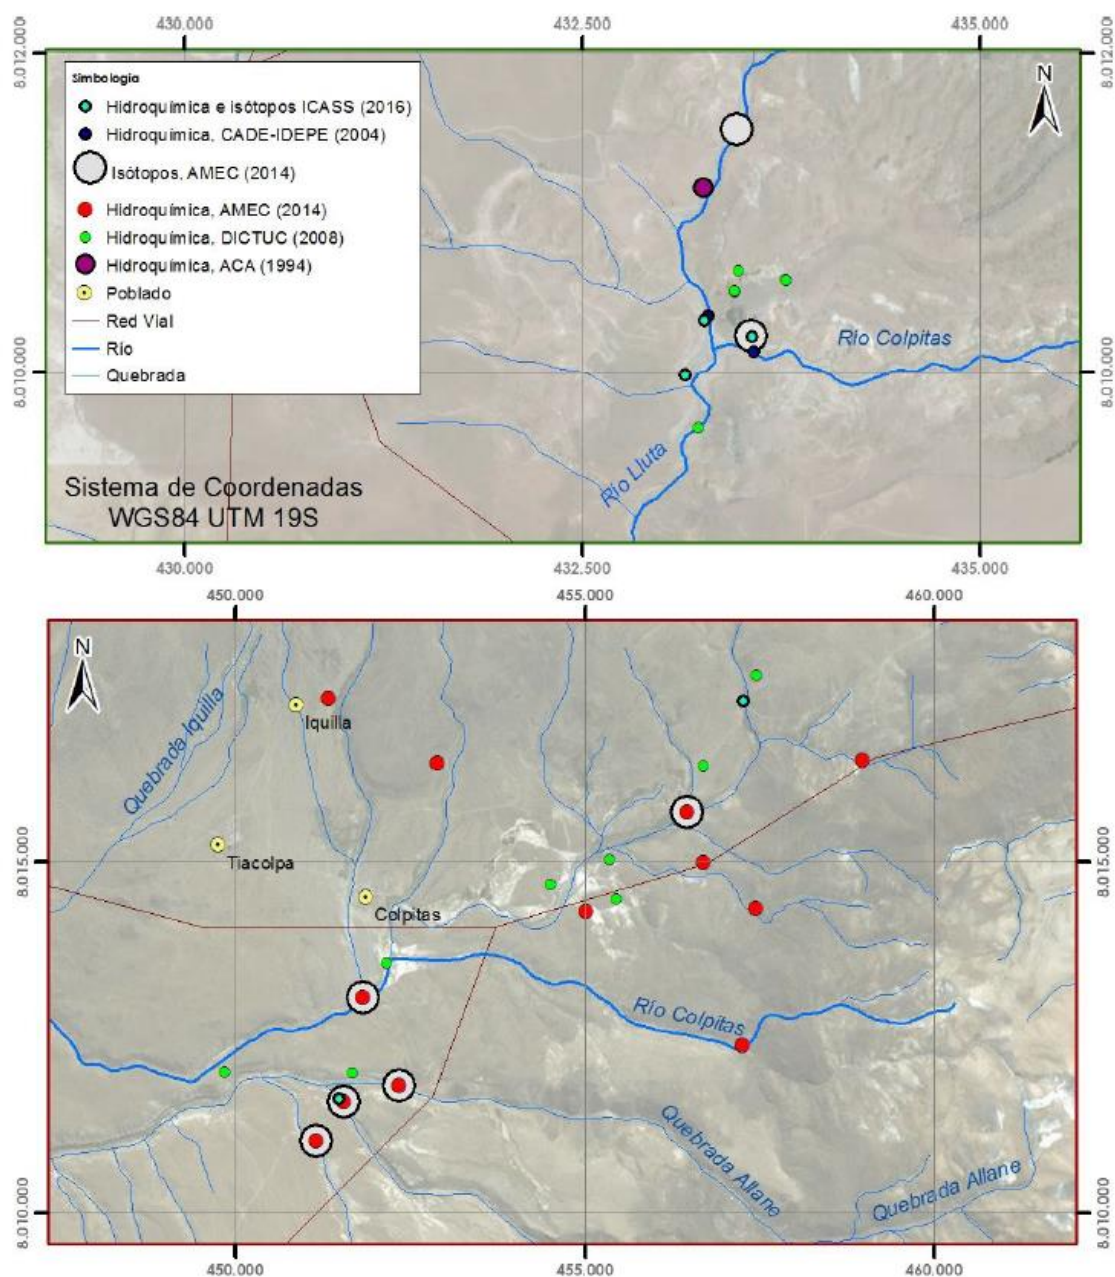 430.000
432.500
435.000
8.012.000
8.012.000
Simbología
Hidroquímica e isótopos ICASS (2016)
Hidroquímica, CADE-IDEPE (2004)
Isótopos, AMEC (2014)
Hidroquímica, AMEC (2014)
Hidroquímica, DICTUC (2008)
Hidroquímica, ACA (1994)
Poblado
Red Vial
Río
Quebrada
N
Río Colpitas
8.010.000
8.010.000
Río Lluta
Sistema de Coordenadas
WGS84 UTM 19S
430.000
432.500
435.000
450.000
455.000
460.000
N
Quebrada Iquilla
Iquilla
Tiacolpa
8.015.000
8.015.000
Colpitas
Río Colpitas
Quebrada Allane
Quebrada Allane
8.010.000
8.010.000
450.000
455.000
460.000